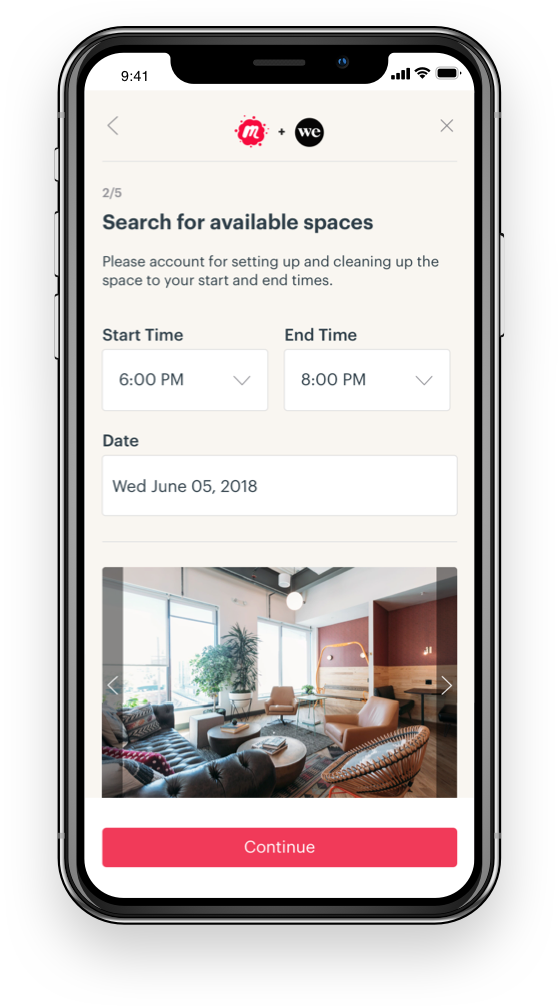 9:41
m + we
2/5
Search for available spaces
Please account for setting up and cleaning up the
space to your start and end times.
Start Time End Time
6:00 PM 8:00 PM
Date
Wed June 05, 2018
Continue